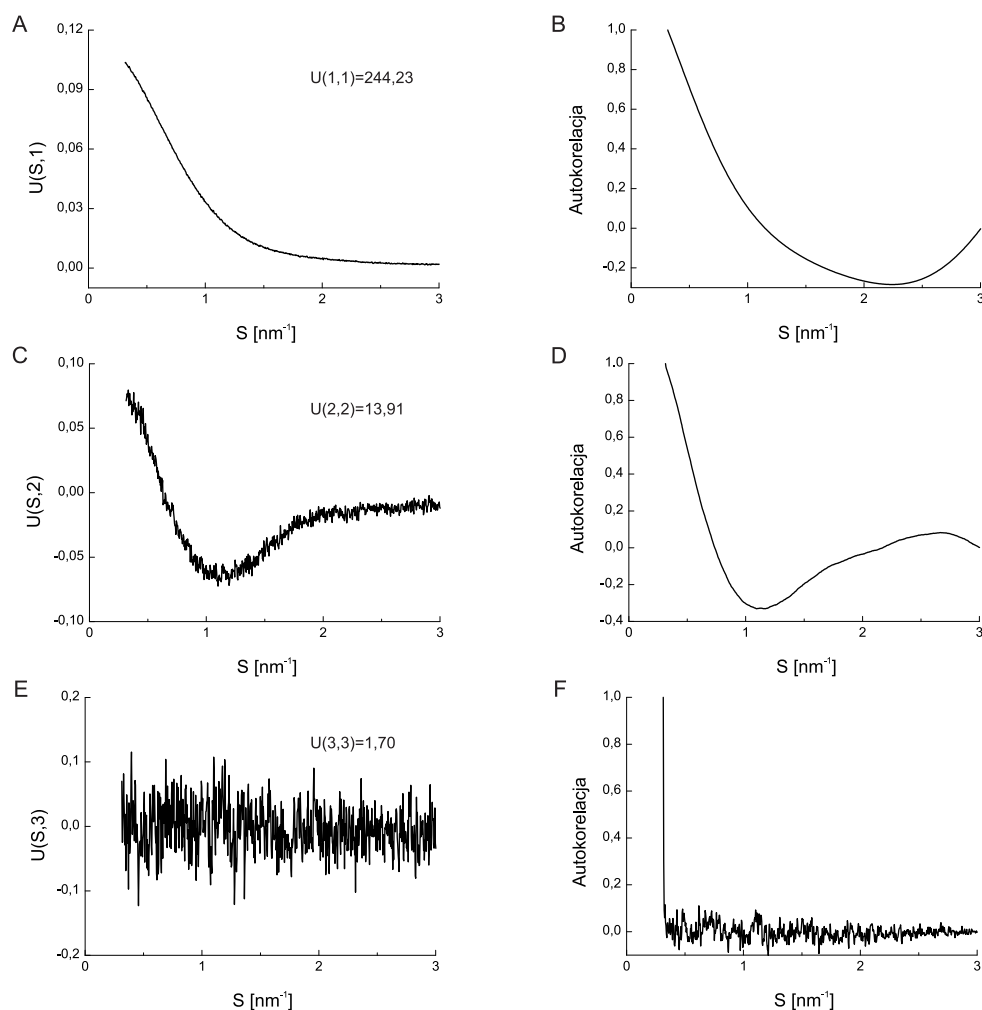 A
0,12
0,09
0,06
0,03
0,00
U(S,1)
U(1,1)=244,23
0
1
2
3
S [nm⁻¹]
B
1,0
0,8
0,6
0,4
0,2
0,0
-0,2
Autokorelacja
0
1
2
3
S [nm⁻¹]
C
0,10
0,05
0,00
-0,05
-0,10
U(S,2)
U(2,2)=13,91
0
1
2
3
S [nm⁻¹]
D
1,0
0,8
0,6
0,4
0,2
0,0
-0,2
-0,4
Autokorelacja
0
1
2
3
S [nm⁻¹]
E
0,2
0,1
0,0
-0,1
-0,2
U(S,3)
U(3,3)=1,70
0
1
2
3
S [nm⁻¹]
F
1,0
0,8
0,6
0,4
0,2
0,0
Autokorelacja
0
1
2
3
S [nm⁻¹]